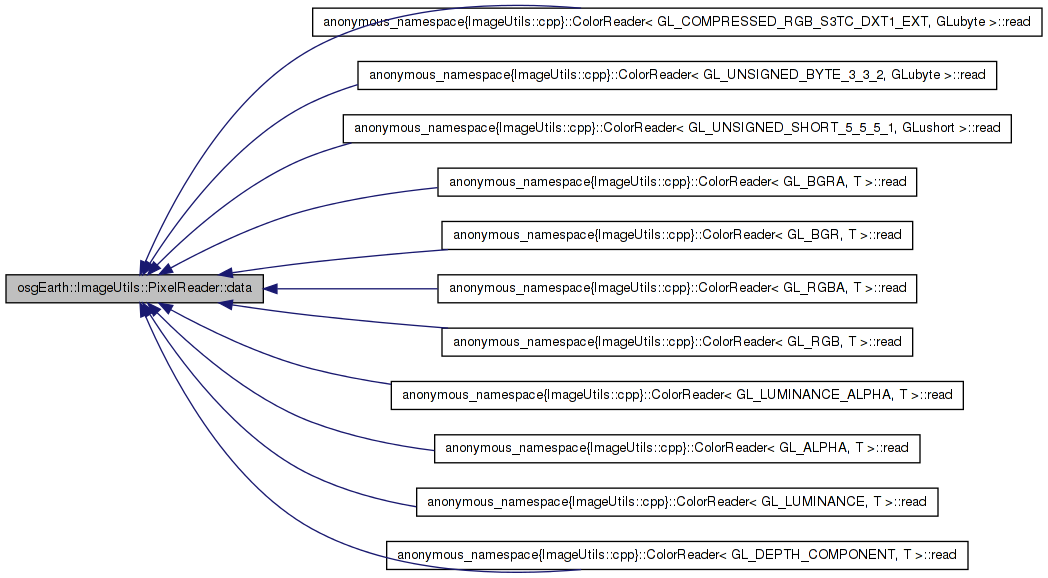 anonymous_namespace{ImageUtils.cpp}::ColorReader< GL_COMPRESSED_RGB_S3TC_DXT1_EXT, GLubyte >::read
anonymous_namespace{ImageUtils.cpp}::ColorReader< GL_UNSIGNED_BYTE_3_3_2, GLubyte >::read
anonymous_namespace{ImageUtils.cpp}::ColorReader< GL_UNSIGNED_SHORT_5_5_5_1, GLushort >::read
anonymous_namespace{ImageUtils.cpp}::ColorReader< GL_BGRA, T >::read
anonymous_namespace{ImageUtils.cpp}::ColorReader< GL_BGR, T >::read
osgEarth::ImageUtils::PixelReader::data
anonymous_namespace{ImageUtils.cpp}::ColorReader< GL_RGBA, T >::read
anonymous_namespace{ImageUtils.cpp}::ColorReader< GL_RGB, T >::read
anonymous_namespace{ImageUtils.cpp}::ColorReader< GL_LUMINANCE_ALPHA, T >::read
anonymous_namespace{ImageUtils.cpp}::ColorReader< GL_ALPHA, T >::read
anonymous_namespace{ImageUtils.cpp}::ColorReader< GL_LUMINANCE, T >::read
anonymous_namespace{ImageUtils.cpp}::ColorReader< GL_DEPTH_COMPONENT, T >::read